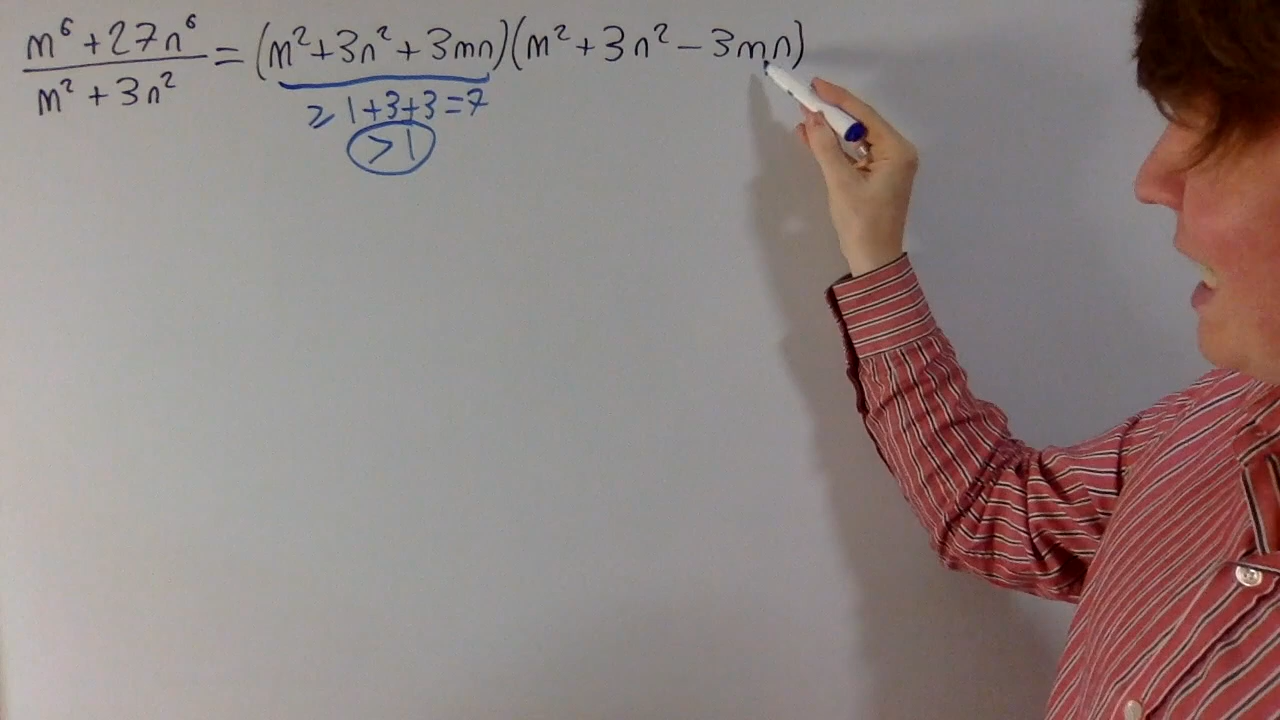 (m⁶ + 27n⁶)/(m² + 3n²) = (m² + 3n² + 3mn)(m² + 3n² − 3mn)
≥ 1+3+3=7
>1